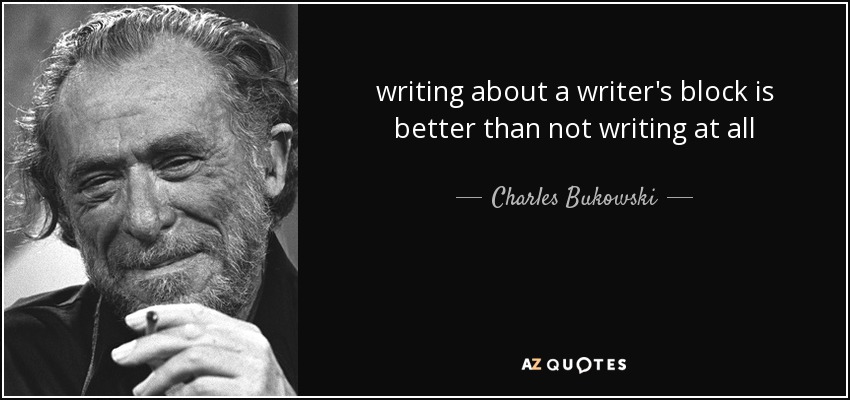 writing about a writer's block is
better than not writing at all
Charles Bukowski
AZ QUOTES